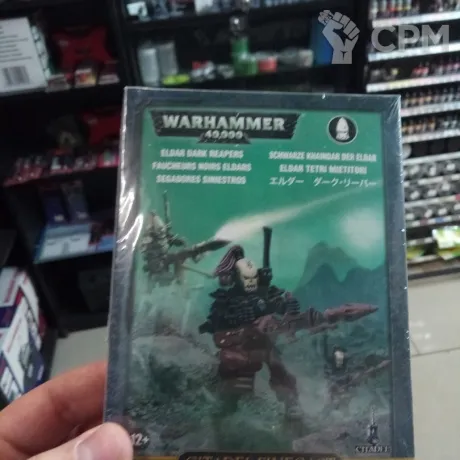 CPM
WARHAMMER
40,000
ELDAR DARK REAPERS
FAUCHEURS NOIRS ELDARS
SEGADORES SINIESTROS
SCHWARZE KHAINDAR DER ELDAR
ELDAR TETRI MIETITORI
エルダー ダーク・リーパー
12+
CITADEL